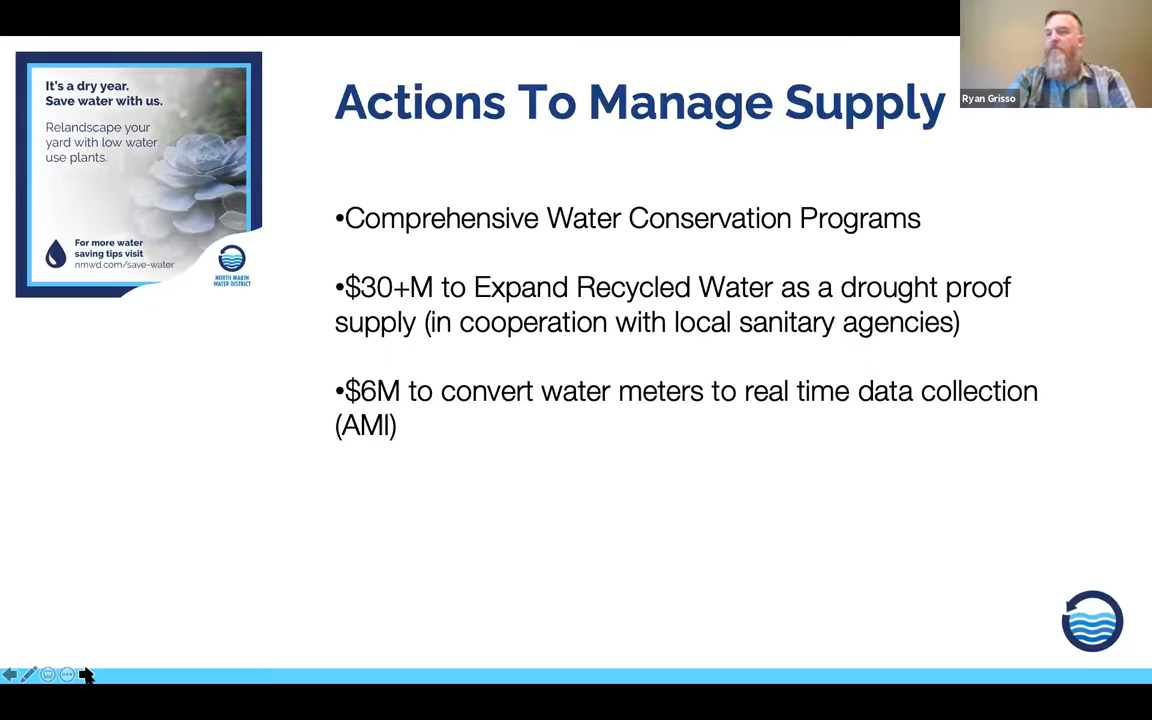 It's a dry year.
Save water with us.
Relandscape your
yard with low water
use plants.
For more water
saving tips visit
nmwd.com/save-water
NORTH MARIN
WATER DISTRICT
Actions To Manage Supply
Ryan Grisso
•Comprehensive Water Conservation Programs
•$30+M to Expand Recycled Water as a drought proof
supply (in cooperation with local sanitary agencies)
•$6M to convert water meters to real time data collection
(AMI)